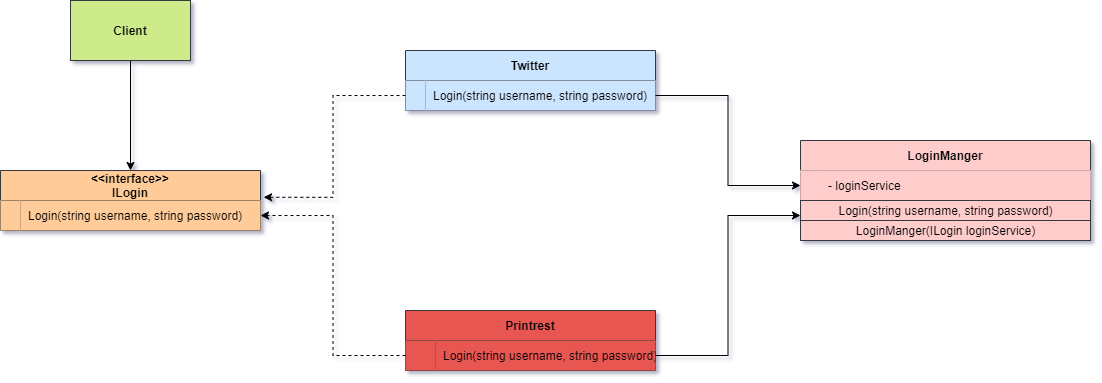 Client
Twitter
Login(string username, string password)
<<interface>>
ILogin
Login(string username, string password)
LoginManger
- loginService
Login(string username, string password)
LoginManger(ILogin loginService)
Printrest
Login(string username, string password)